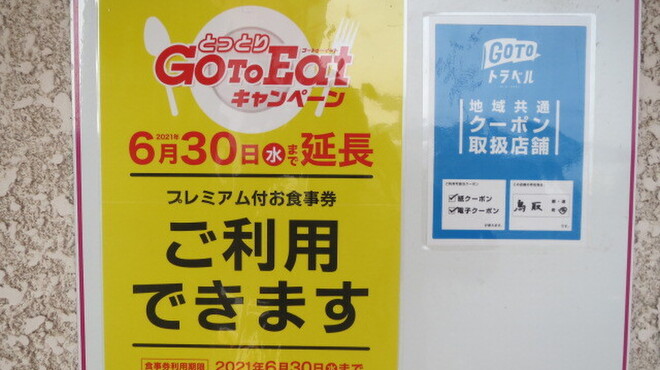 とっとり
GO TO Eat
キャンペーン
2021年
6月30日(水)まで延長
プレミアム付お食事券
ご利用
できます
食事券利用期限
2021年6月30日(水)まで
GOTO
トラベル
地域共通
クーポン
取扱店舗
紙クーポン
電子クーポン
鳥取